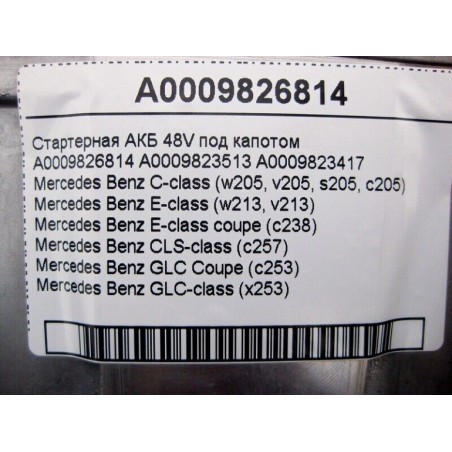 A0009826814
Стартерная АКБ 48V под капотом
A0009826814 A0009823513 A0009823417
Mercedes Benz C-class (w205, v205, s205, c205)
Mercedes Benz E-class (w213, v213)
Mercedes Benz E-class coupe (c238)
Mercedes Benz CLS-class (c257)
Mercedes Benz GLC Coupe (c253)
Mercedes Benz GLC-class (x253)